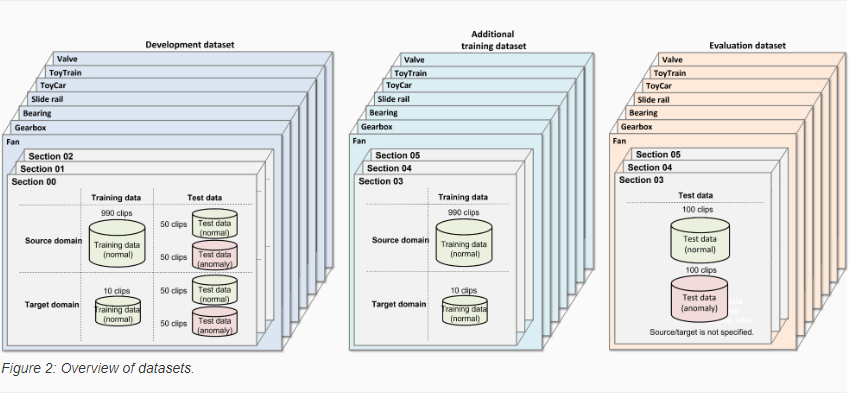 Development dataset
Valve
ToyTrain
ToyCar
Slide rail
Bearing
Gearbox
Fan
Section 02
Section 01
Section 00
Training data
Test data
Source domain
990 clips
Training data
(normal)
50 clips
Test data
(normal)
50 clips
Test data
(anomaly)
Target domain
10 clips
Training data
(normal)
50 clips
Test data
(normal)
50 clips
Test data
(anomaly)
Additional
training dataset
Valve
ToyTrain
ToyCar
Slide rail
Bearing
Gearbox
Fan
Section 05
Section 04
Section 03
Training data
Source domain
990 clips
Training data
(normal)
Target domain
10 clips
Training data
(normal)
Evaluation dataset
Valve
ToyTrain
ToyCar
Slide rail
Bearing
Gearbox
Fan
Section 05
Section 04
Section 03
Test data
100 clips
Test data
(normal)
100 clips
Test data
(anomaly)
Source/target is not specified.
Figure 2: Overview of datasets.